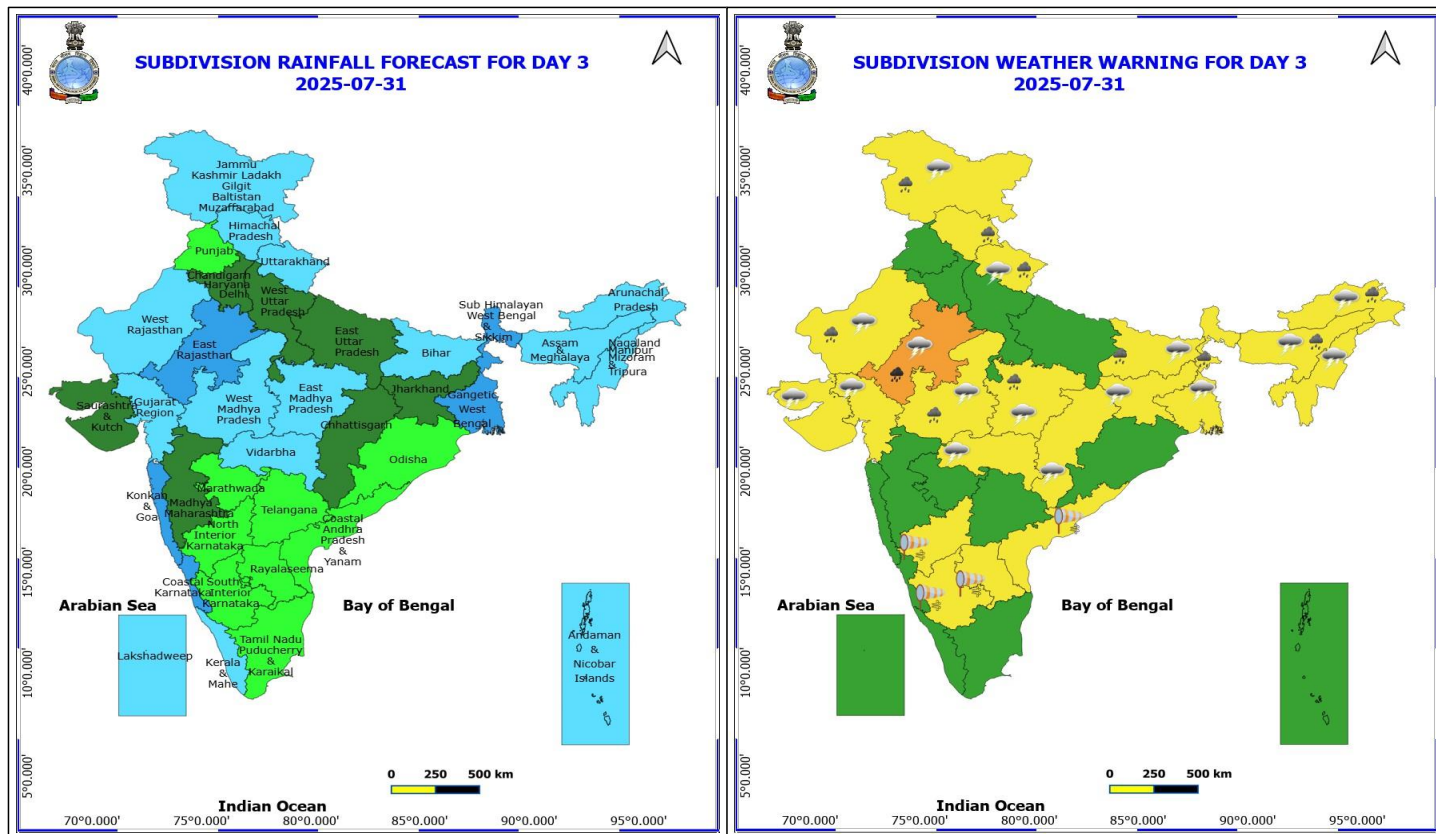 SUBDIVISION RAINFALL FORECAST FOR DAY 3
2025-07-31
40°0.000'
35°0.000'
30°0.000'
25°0.000'
20°0.000'
15°0.000'
10°0.000'
5°0.000'
Jammu
Kashmir Ladakh
Gilgit
Baltistan
Muzaffarabad
Himachal
Pradesh
Punjab
Uttarakhand
Chandigarh
Haryana
Delhi
West
Uttar
Pradesh
West
Rajasthan
East
Rajasthan
East
Uttar
Pradesh
Bihar
Sub Himalayan
West Bengal
&
Sikkim
Arunachal
Pradesh
Assam
&
Meghalaya
Nagaland
Manipur
Mizoram
&
Tripura
Saurashtra
&
Kutch
Gujarat
Region
West
Madhya
Pradesh
East
Madhya
Pradesh
Jharkhand
Gangetic
West
Bengal
Chhattisgarh
Vidarbha
Odisha
Konkan
&
Goa
Madhya
Maharashtra
Marathwada
Telangana
North
Interior
Karnataka
Coastal
Andhra
Pradesh
&
Yanam
Rayalaseema
Coastal
Karnataka
South
Interior
Karnataka
Tamil Nadu
Puducherry
&
Karaikal
Kerala
&
Mahe
Lakshadweep
Andaman
&
Nicobar
Islands
Arabian Sea
Bay of Bengal
Indian Ocean
0 250 500 km
70°0.000' 75°0.000' 80°0.000' 85°0.000' 90°0.000' 95°0.000'
SUBDIVISION WEATHER WARNING FOR DAY 3
2025-07-31
40°0.000'
35°0.000'
30°0.000'
25°0.000'
20°0.000'
15°0.000'
10°0.000'
5°0.000'
Arabian Sea
Bay of Bengal
Indian Ocean
0 250 500 km
70°0.000' 75°0.000' 80°0.000' 85°0.000' 90°0.000' 95°0.000'